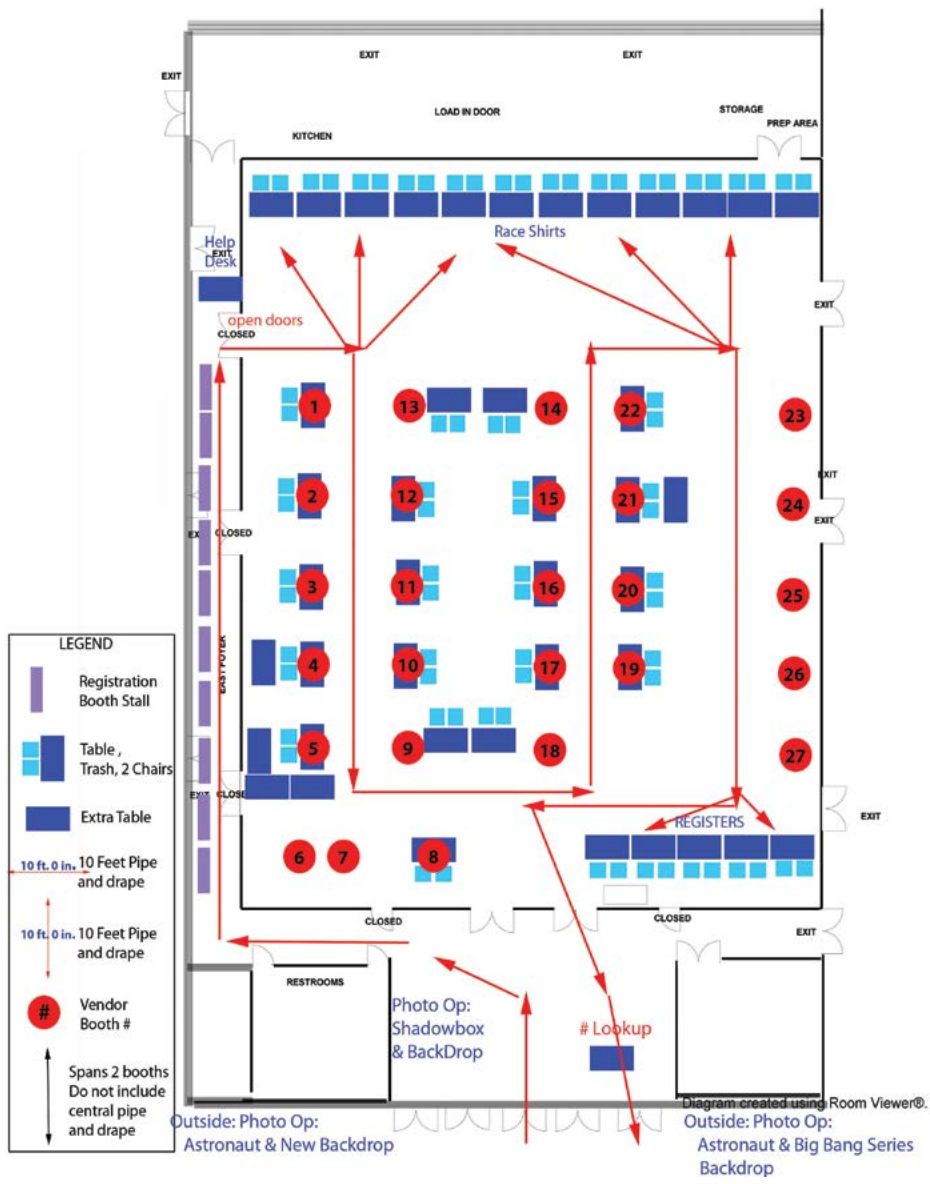 EXIT
EXIT
EXIT
LOAD IN DOOR
STORAGE
PREP AREA
KITCHEN
Race Shirts
Help
EXIT
Desk
open doors
CLOSED
EXIT
1
13
14
22
23
2
12
15
21
24
EXIT
EXIT
CLOSED
3
11
16
20
25
EAST FOYER
4
10
17
19
26
5
9
18
27
EXIT
CLOSED
EXIT
REGISTERS
6
7
8
CLOSED
CLOSED
EXIT
RESTROOMS
Photo Op:
Shadowbox
& BackDrop
# Lookup
LEGEND
Registration
Booth Stall
Table ,
Trash, 2 Chairs
Extra Table
10 ft. 0 in. 10 Feet Pipe
and drape
10 ft. 0 in. 10 Feet Pipe
and drape
#
Vendor
Booth #
Spans 2 booths
Do not include
central pipe
and drape
Diagram created using Room Viewer®.
Outside: Photo Op:
Astronaut & New Backdrop
Outside: Photo Op:
Astronaut & Big Bang Series
Backdrop